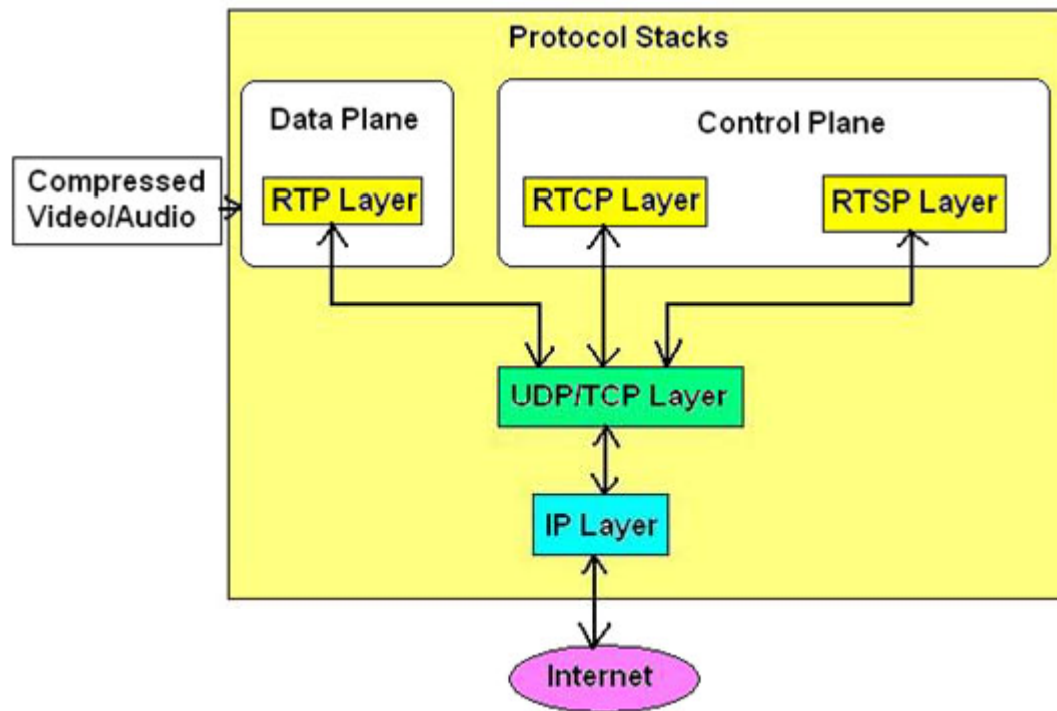 Protocol Stacks
Data Plane
Control Plane
Compressed
Video/Audio
RTP Layer
RTCP Layer
RTSP Layer
UDP/TCP Layer
IP Layer
Internet